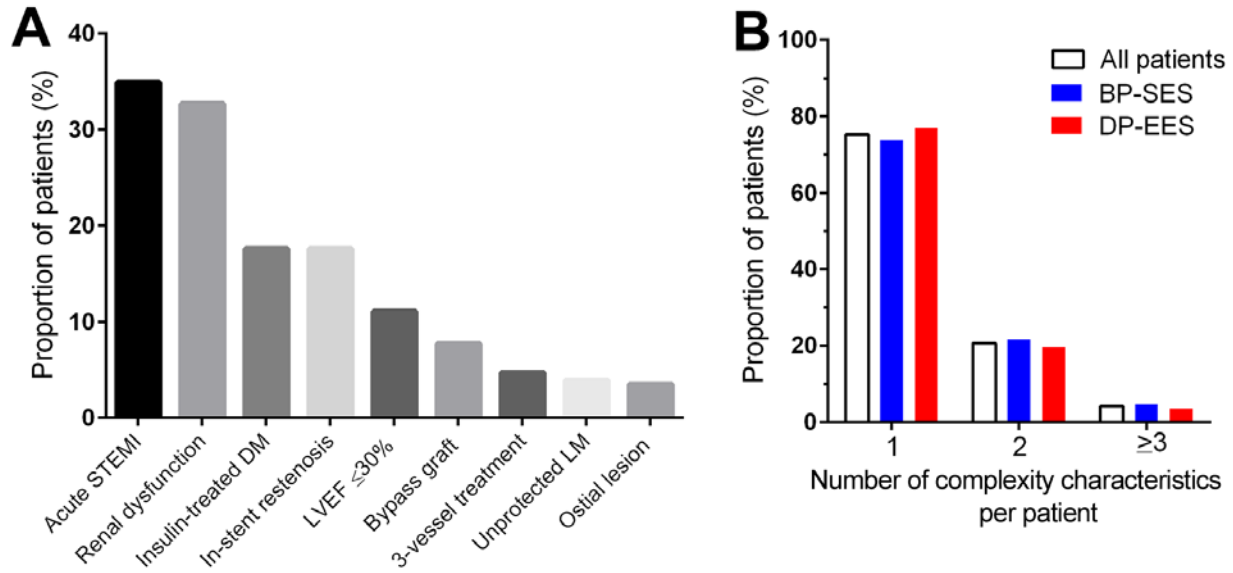 A
Proportion of patients (%)
40
30
20
10
0
Acute STEMI
Renal dysfunction
Insulin-treated DM
In-stent restenosis
LVEF ≤30%
Bypass graft
3-vessel treatment
Unprotected LM
Ostial lesion
B
Proportion of patients (%)
100
80
60
40
20
0
All patients
BP-SES
DP-EES
1
2
≥3
Number of complexity characteristics
per patient